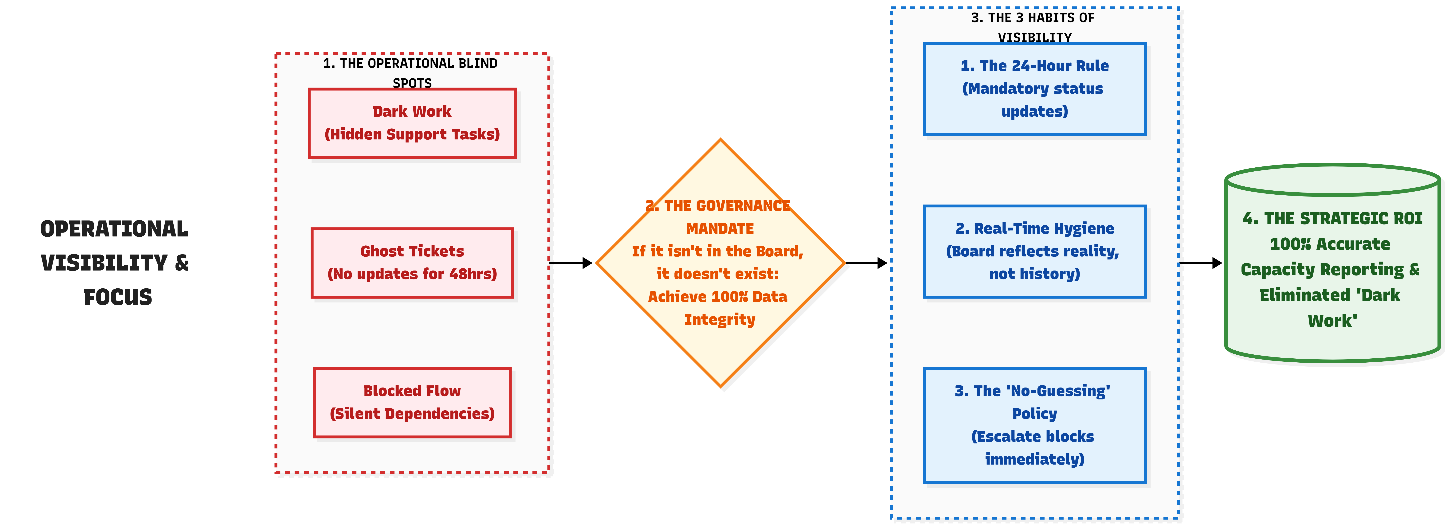 OPERATIONAL
VISIBILITY &
FOCUS
1. THE OPERATIONAL BLIND
SPOTS
Dark Work
(Hidden Support Tasks)
Ghost Tickets
(No updates for 48hrs)
Blocked Flow
(Silent Dependencies)
2. THE GOVERNANCE
MANDATE
If it isn't in the Board,
it doesn't exist:
Achieve 100% Data
Integrity
3. THE 3 HABITS OF
VISIBILITY
1. The 24-Hour Rule
(Mandatory status
updates)
2. Real-Time Hygiene
(Board reflects reality,
not history)
3. The 'No-Guessing'
Policy
(Escalate blocks
immediately)
4. THE STRATEGIC ROI
100% Accurate
Capacity Reporting &
Eliminated 'Dark
Work'